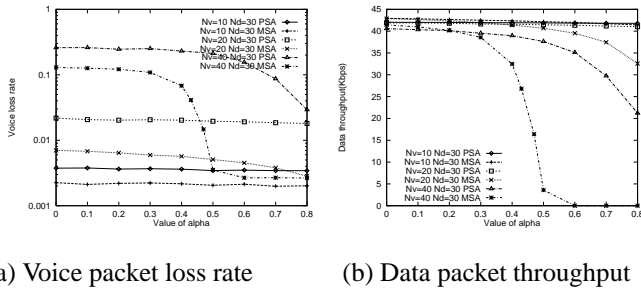 1
0.1
0.01
0.001
Voice loss rate
0 0.1 0.2 0.3 0.4 0.5 0.6 0.7 0.8
Value of alpha
Nv=10 Nd=30 PSA
Nv=10 Nd=30 MSA
Nv=20 Nd=30 PSA
Nv=20 Nd=30 MSA
Nv=40 Nd=30 PSA
Nv=40 Nd=30 MSA
a) Voice packet loss rate
45
40
35
30
25
20
15
10
5
0
Data throughput(Kbps)
0 0.1 0.2 0.3 0.4 0.5 0.6 0.7 0.8
Value of alpha
Nv=10 Nd=30 PSA
Nv=10 Nd=30 MSA
Nv=20 Nd=30 PSA
Nv=20 Nd=30 MSA
Nv=40 Nd=30 PSA
Nv=40 Nd=30 MSA
(b) Data packet throughput